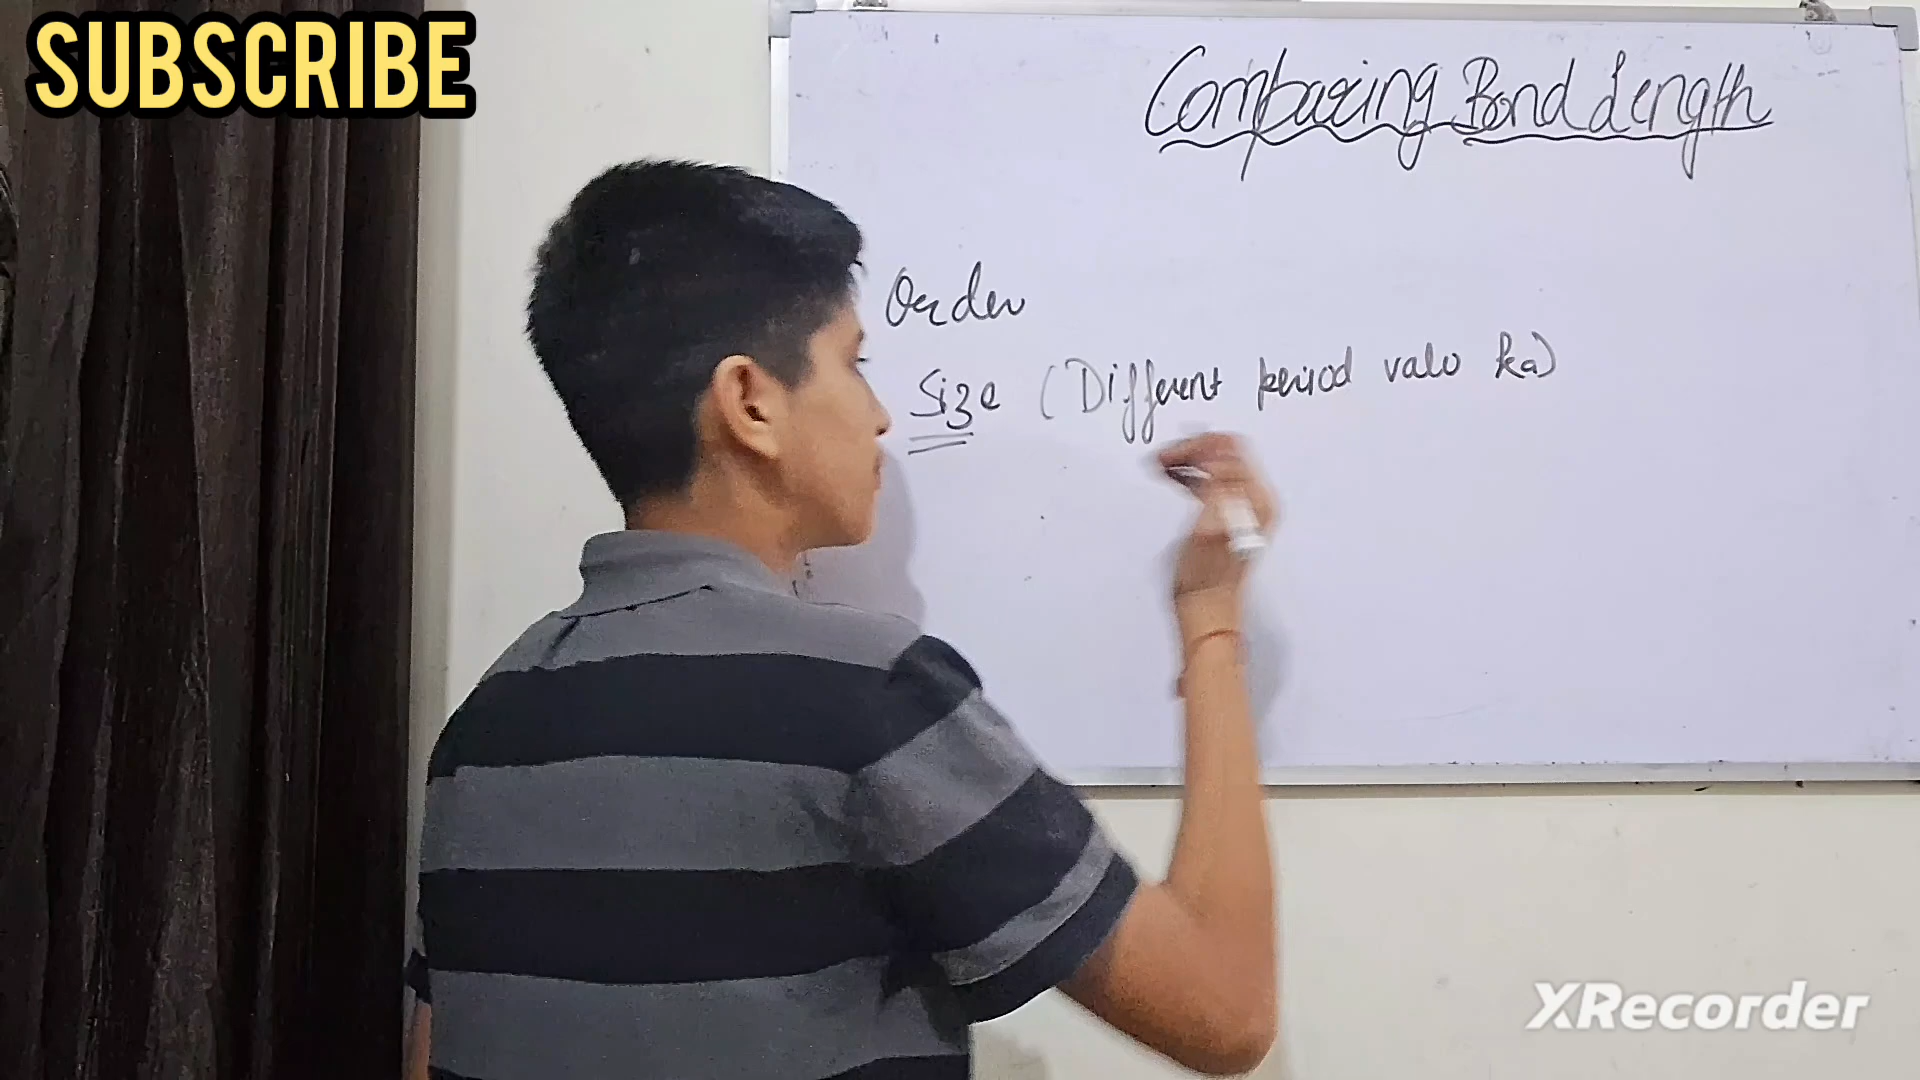 SUBSCRIBE
Comparing Bond Length
Order
Size (Different period valo ka)
XRecorder